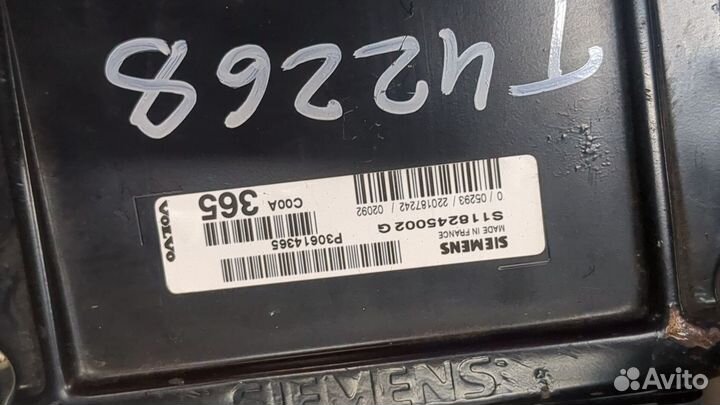 T42268
SIEMENS
MADE IN FRANCE
S118245002 G
0 / 05293 / 220187242 / 02092
P30614365
C00A 365
VOLVO
SIEMENS
Avito